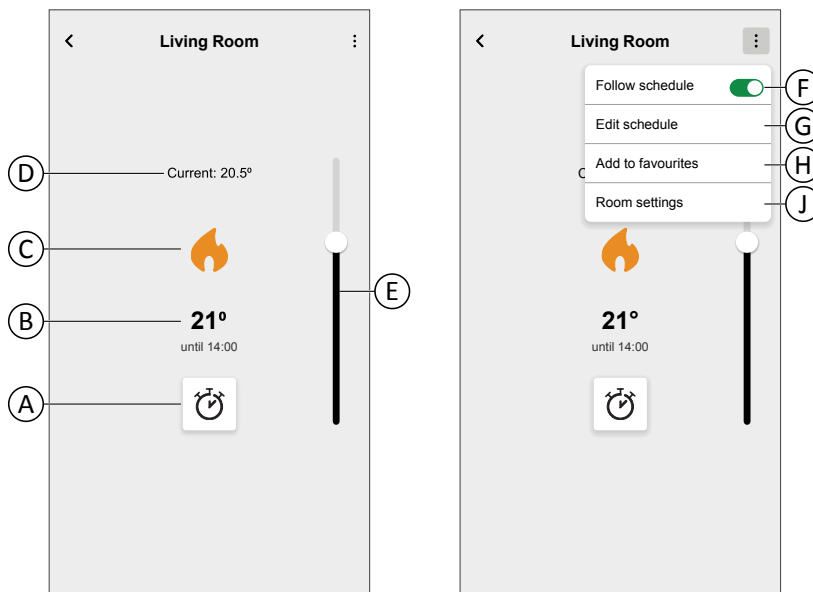 Living Room
D
Current: 20.5º
C
E
B
21º
until 14:00
A
Living Room
Follow schedule
F
Edit schedule
G
C
Add to favourites
H
Room settings
J
21°
until 14:00